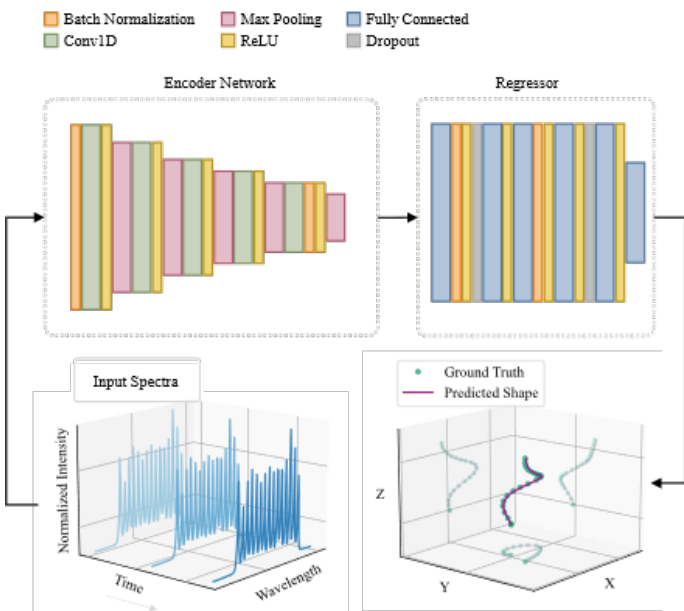 Batch Normalization Max Pooling Fully Connected
Conv1D ReLU Dropout
Encoder Network Regressor
Input Spectra
Normalized Intensity
Time
Wavelength
Ground Truth
Predicted Shape
Z
Y
X